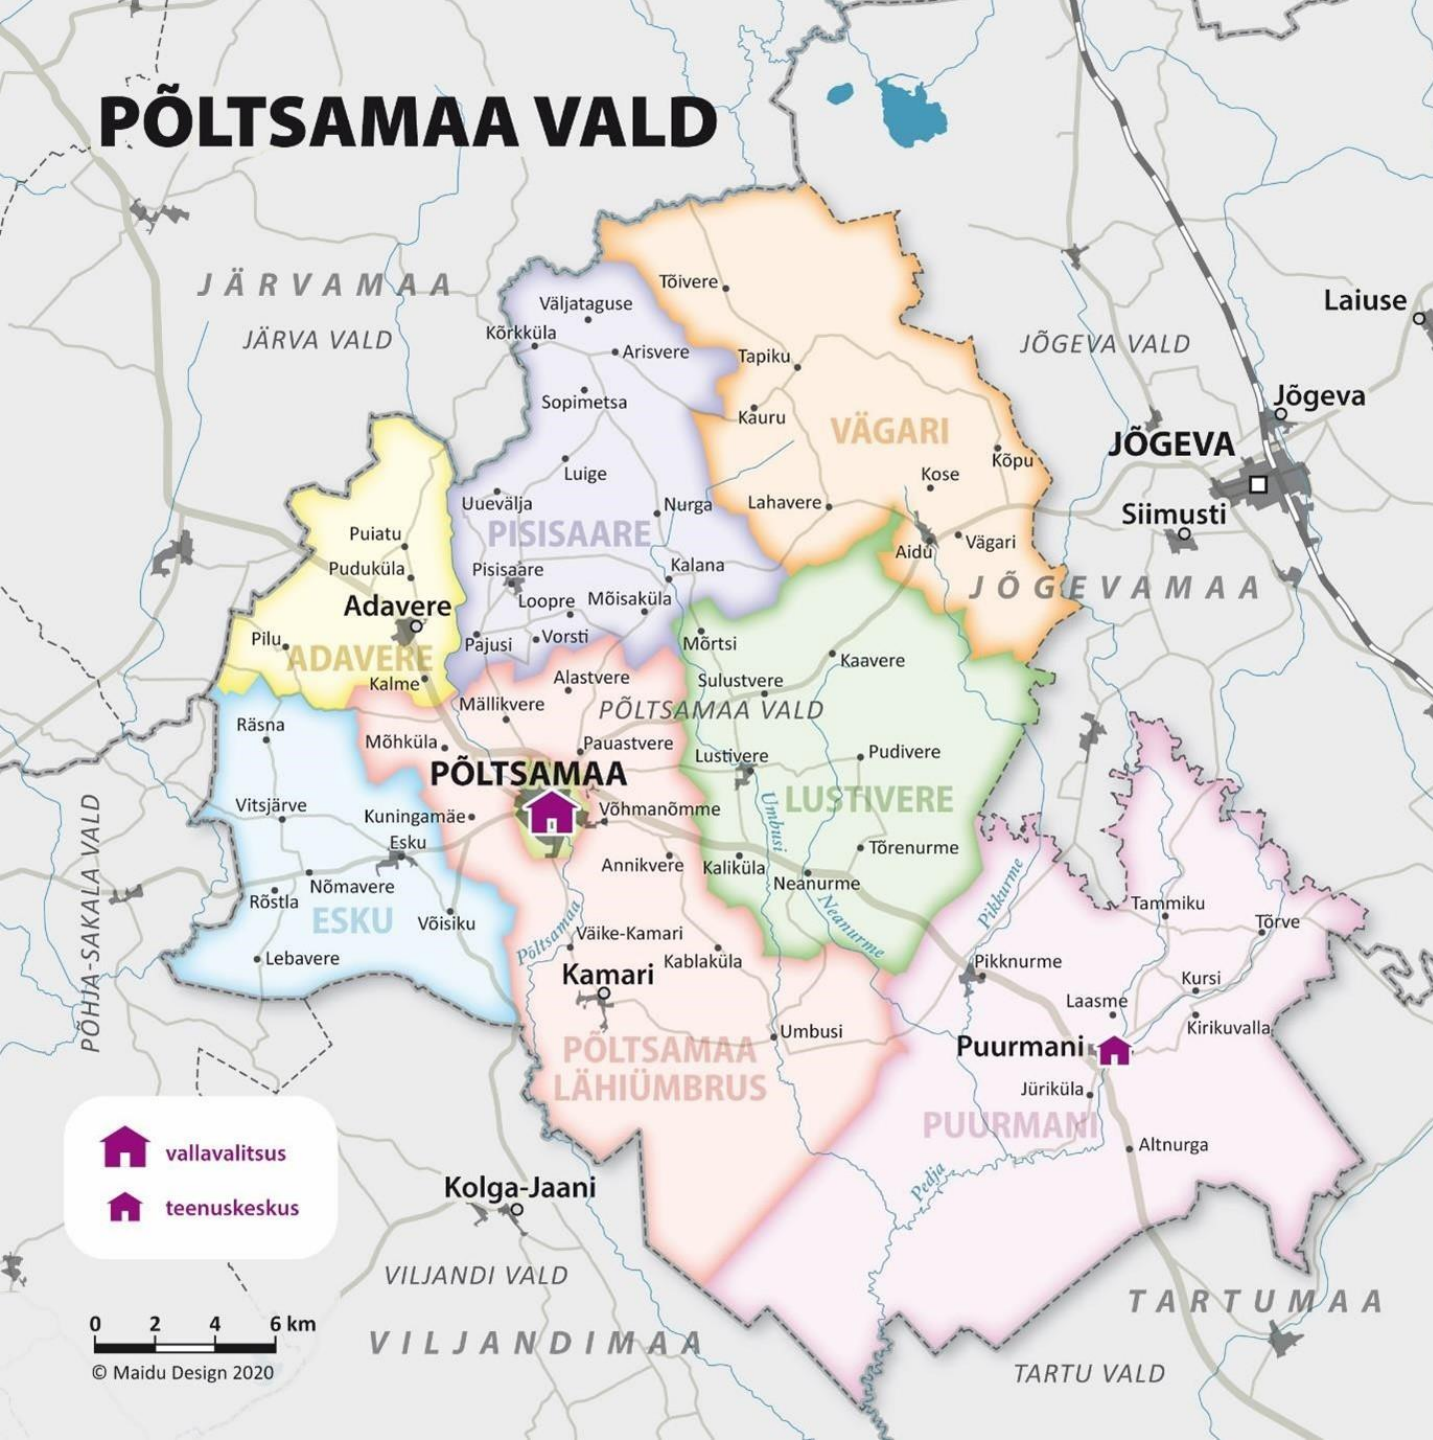 PÕLTSAMAA VALD
JÄRVAMAA
JÄRVA VALD
Tõivere
Väljataguse
Kõrkküla
Arisvere
Tapiku
JÕGEVA VALD
Laiuse
Sopimetsa
Kauru
VÄGARI
Jõgeva
JÕGEVA
Luige
Kose
Kõpu
Uuevälja
Nurga
Lahavere
Siimusti
Puiatu
PISISAARE
Aidu
Vägari
Puduküla
Pisisaare
Kalana
JÕGEVAMAA
Adavere
Loopre
Mõisaküla
Pilu
ADAVERE
Pajusi
Vorsti
Mõrtsi
Kaavere
Kalme
Alastvere
Sulustvere
Mällikvere
PÕLTSAMAA VALD
Räsna
Mõhküla
Pauastvere
Lustivere
Pudivere
PÕLTSAMAA
Vitsjärve
Kuningamäe
Võhmanõmme
Umbusi
LUSTIVERE
Esku
Annikvere
Kaliküla
Tõrenurme
Nõmavere
Neanurme
Rõstla
ESKU
Võisiku
Põltsamaa
Neanurme
Pikkurme
Tammiku
Tõrve
PÕHJA-SAKALA VALD
Lebavere
Väike-Kamari
Kablaküla
Kamari
Pikknurme
Kursi
Laasme
Kirikuvalla
Umbusi
Puurmani
PÕLTSAMAA
LÄHIÜMBRUS
Jüriküla
PUURMANI
Altnurga
Pedja
vallavalitsus
teenuskeskus
Kolga-Jaani
VILJANDI VALD
VILJANDIMAA
TARTUMAA
TARTU VALD
0 2 4 6 km
© Maidu Design 2020